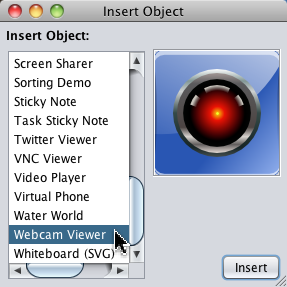 Insert Object
Insert Object:
Screen Sharer
Sorting Demo
Sticky Note
Task Sticky Note
Twitter Viewer
VNC Viewer
Video Player
Virtual Phone
Water World
Webcam Viewer
Whiteboard (SVG)
Insert